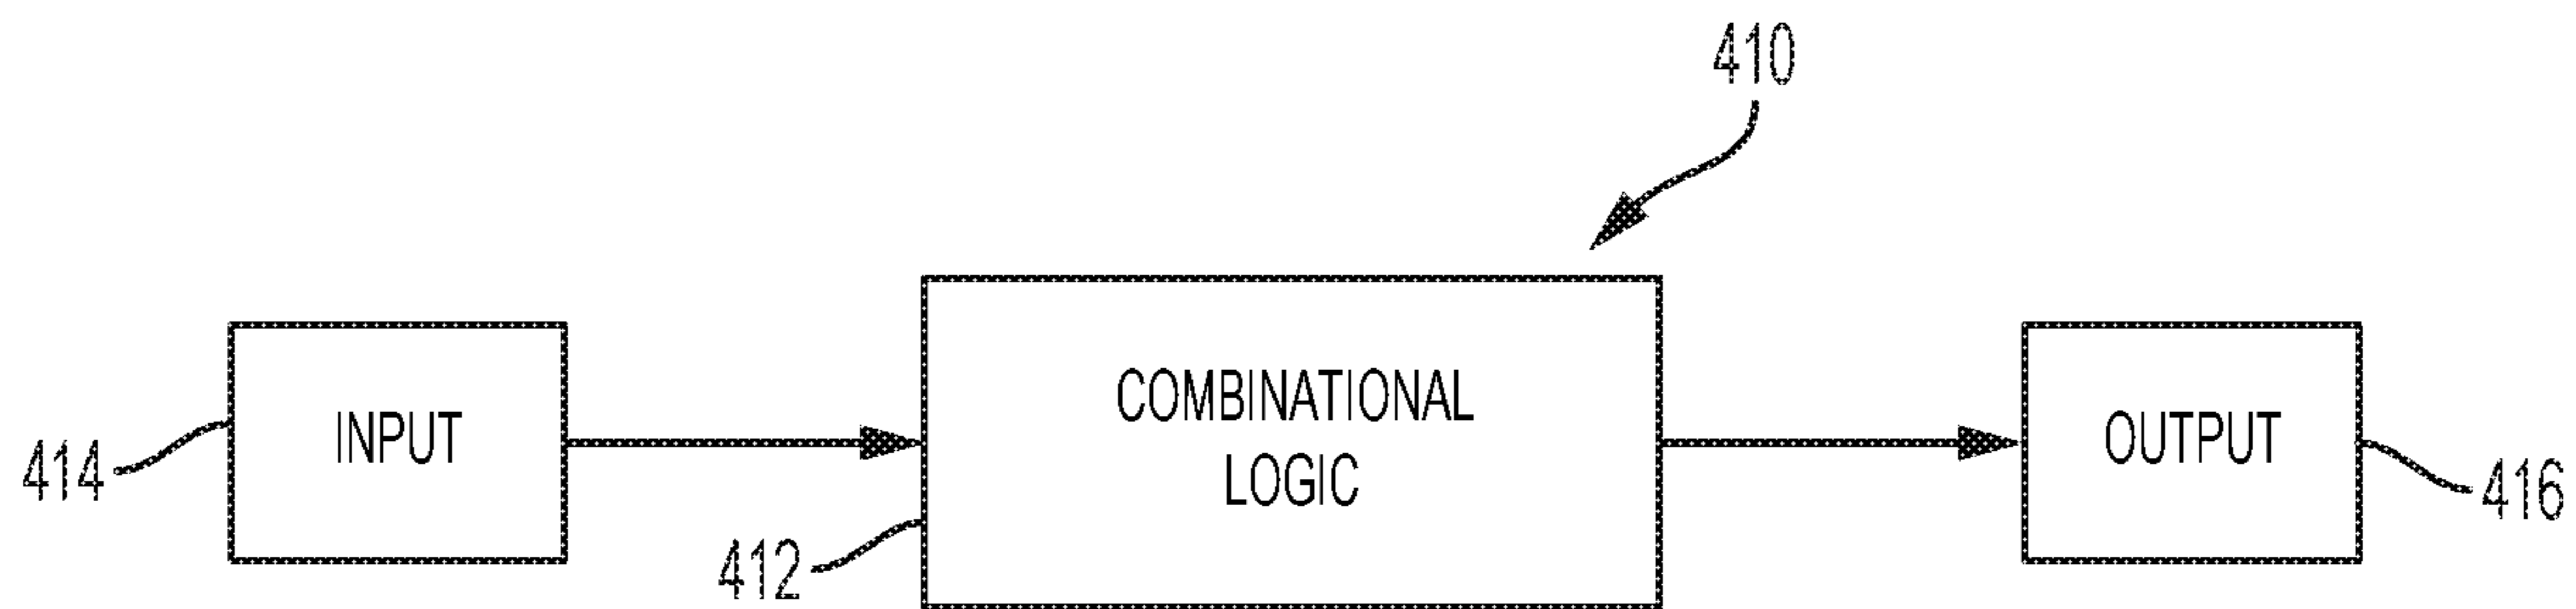 410
INPUT
COMBINATIONAL
LOGIC
OUTPUT
414
412
416